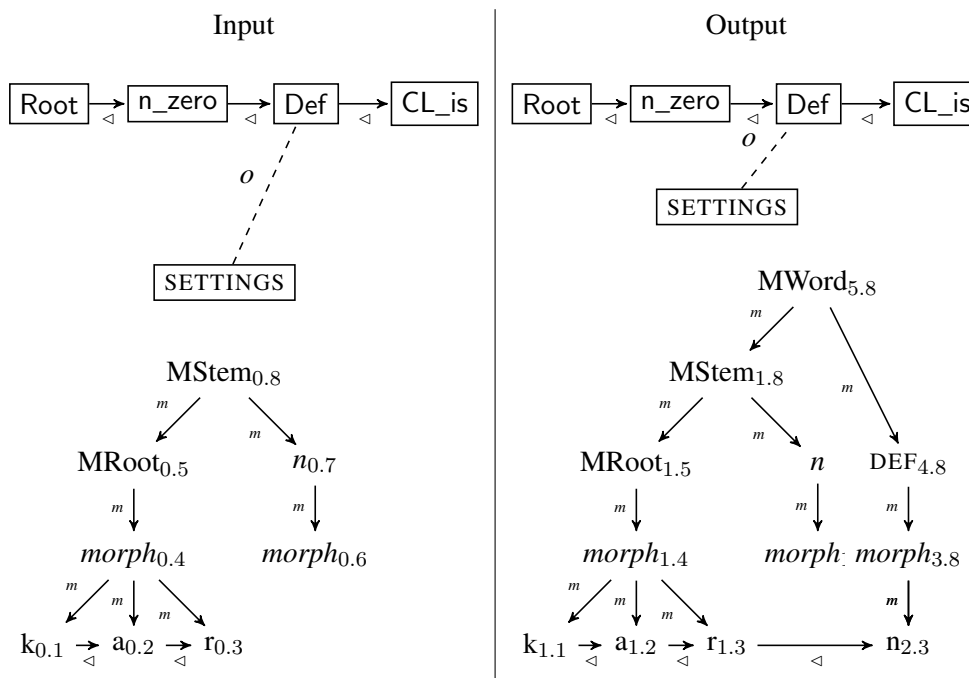 Input
Output
Root ◃ n_zero ◃ Def ◃ CL_is
o
SETTINGS
MStem0.8
m m
MRoot0.5 n0.7
m m
morph0.4 morph0.6
m m m
k0.1 ◃ a0.2 ◃ r0.3
Root ◃ n_zero ◃ Def ◃ CL_is
o
SETTINGS
MWord5.8
m
MStem1.8 m
m m
MRoot1.5 n DEF4.8
m m m
morph1.4 morph morph3.8
m m m m
k1.1 ◃ a1.2 ◃ r1.3 ◃ n2.3